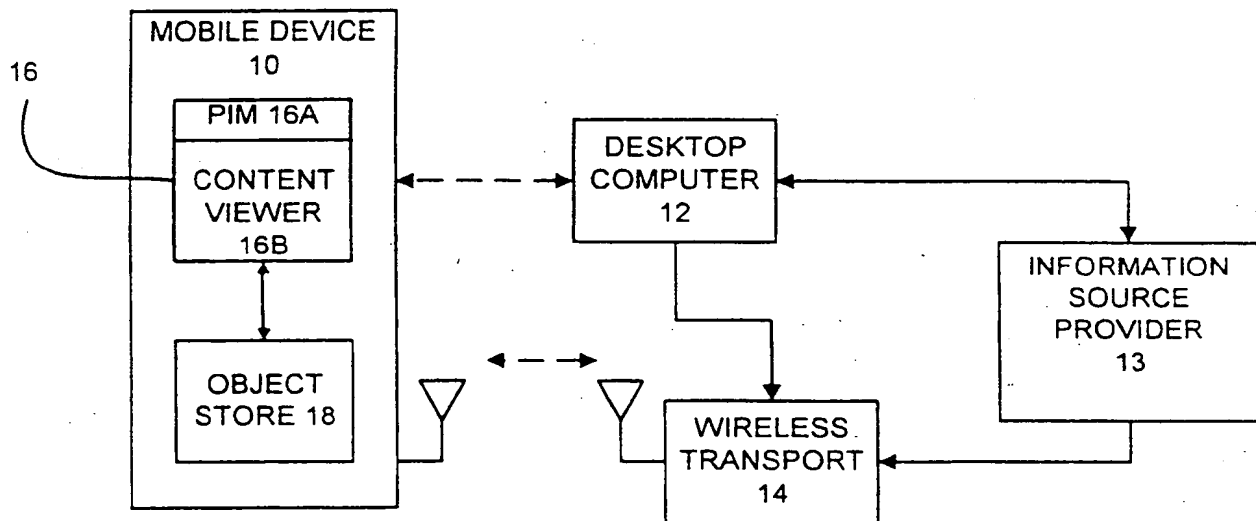 MOBILE DEVICE
10
16
PIM 16A
CONTENT
VIEWER
16B
OBJECT
STORE 18
DESKTOP
COMPUTER
12
INFORMATION
SOURCE
PROVIDER
13
WIRELESS
TRANSPORT
14